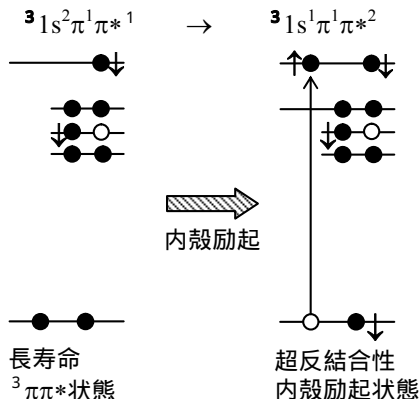 ³1s²π¹π*¹ → ³1s¹π¹π*²
内殻励起
長寿命
³ππ*状態
超反結合性
内殻励起状態